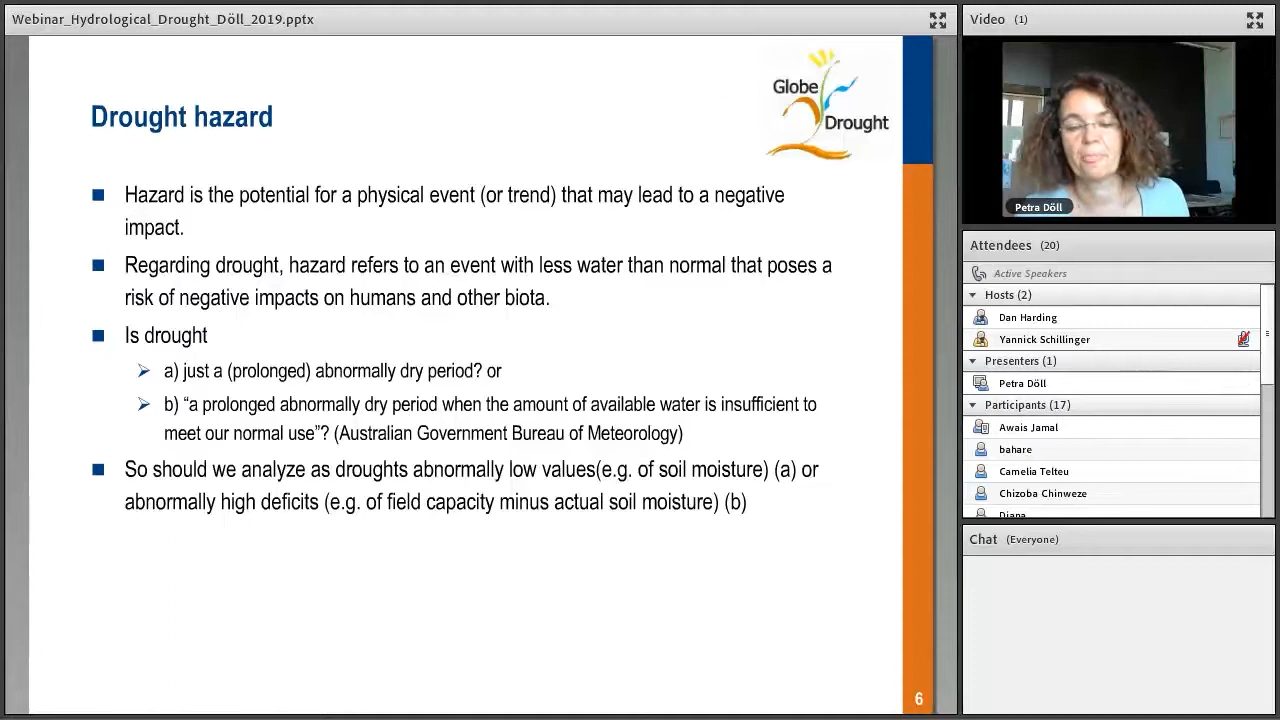 Webinar_Hydrological_Drought_Döll_2019.pptx
Globe
Drought
Drought hazard
Hazard is the potential for a physical event (or trend) that may lead to a negative
impact.
Regarding drought, hazard refers to an event with less water than normal that poses a
risk of negative impacts on humans and other biota.
Is drought
a) just a (prolonged) abnormally dry period? or
b) “a prolonged abnormally dry period when the amount of available water is insufficient to
meet our normal use”? (Australian Government Bureau of Meteorology)
So should we analyze as droughts abnormally low values(e.g. of soil moisture) (a) or
abnormally high deficits (e.g. of field capacity minus actual soil moisture) (b)
6
Video (1)
Petra Döll
Attendees (20)
Active Speakers
Hosts (2)
Dan Harding
Yannick Schillinger
Presenters (1)
Petra Döll
Participants (17)
Awais Jamal
bahare
Camelia Telteu
Chizoba Chinweze
Diana
Chat (Everyone)